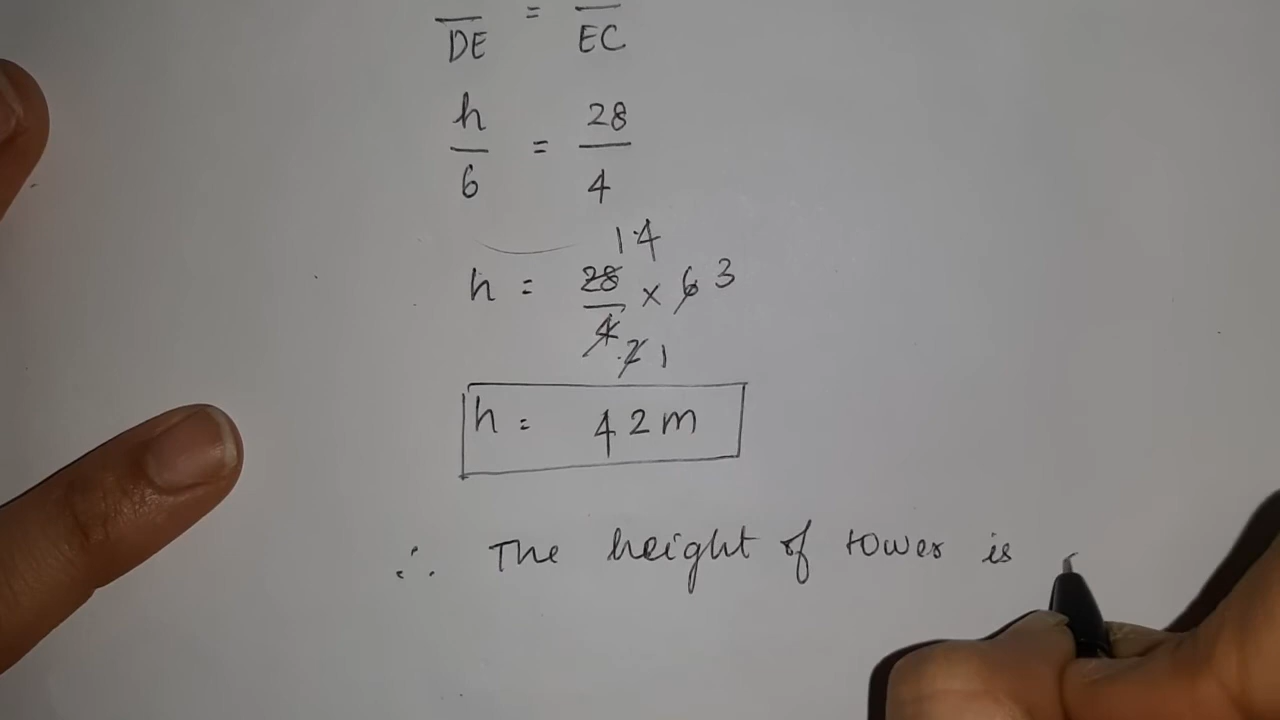 DE = EC
h/6 = 28/4
14
h = 28/4 × 6 3
2 1
h = 42m
∴ The height of tower is